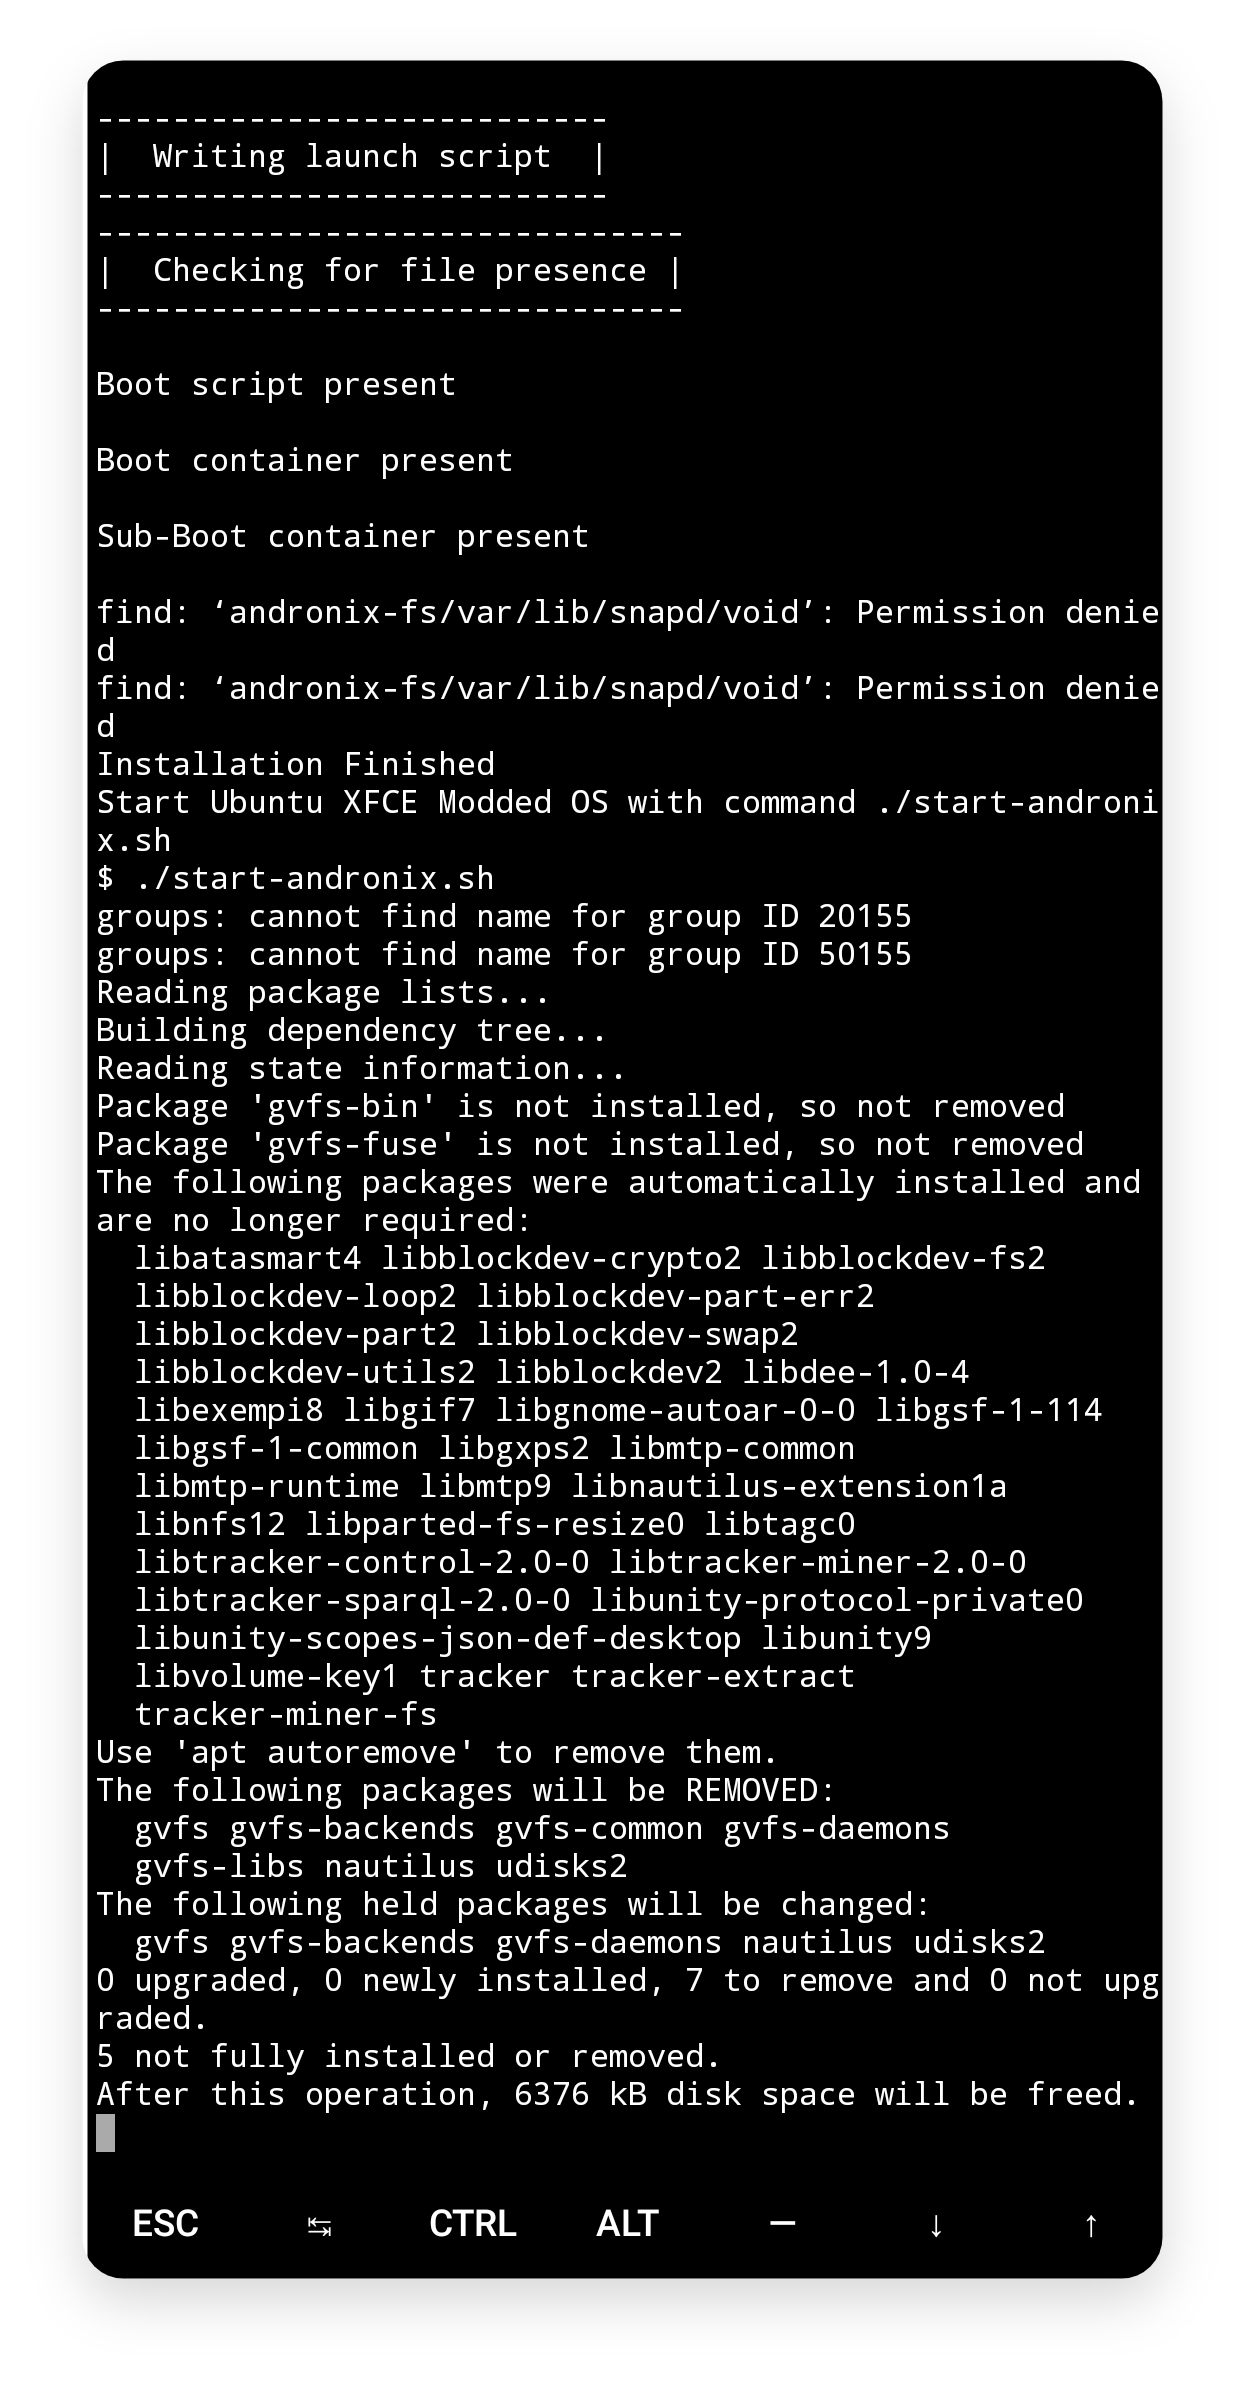 ---------------------------
|  Writing launch script  |
---------------------------
-------------------------------
|  Checking for file presence |
-------------------------------
Boot script present
Boot container present
Sub-Boot container present
find: ‘andronix-fs/var/lib/snapd/void’: Permission denie
d
find: ‘andronix-fs/var/lib/snapd/void’: Permission denie
d
Installation Finished
Start Ubuntu XFCE Modded OS with command ./start-androni
x.sh
$ ./start-andronix.sh
groups: cannot find name for group ID 20155
groups: cannot find name for group ID 50155
Reading package lists...
Building dependency tree...
Reading state information...
Package 'gvfs-bin' is not installed, so not removed
Package 'gvfs-fuse' is not installed, so not removed
The following packages were automatically installed and
are no longer required:
  libatasmart4 libblockdev-crypto2 libblockdev-fs2
  libblockdev-loop2 libblockdev-part-err2
  libblockdev-part2 libblockdev-swap2
  libblockdev-utils2 libblockdev2 libdee-1.0-4
  libexempi8 libgif7 libgnome-autoar-0-0 libgsf-1-114
  libgsf-1-common libgxps2 libmtp-common
  libmtp-runtime libmtp9 libnautilus-extension1a
  libnfs12 libparted-fs-resize0 libtagc0
  libtracker-control-2.0-0 libtracker-miner-2.0-0
  libtracker-sparql-2.0-0 libunity-protocol-private0
  libunity-scopes-json-def-desktop libunity9
  libvolume-key1 tracker tracker-extract
  tracker-miner-fs
Use 'apt autoremove' to remove them.
The following packages will be REMOVED:
  gvfs gvfs-backends gvfs-common gvfs-daemons
  gvfs-libs nautilus udisks2
The following held packages will be changed:
  gvfs gvfs-backends gvfs-daemons nautilus udisks2
0 upgraded, 0 newly installed, 7 to remove and 0 not upg
raded.
5 not fully installed or removed.
After this operation, 6376 kB disk space will be freed.
ESC ↹ CTRL ALT — ↓ ↑